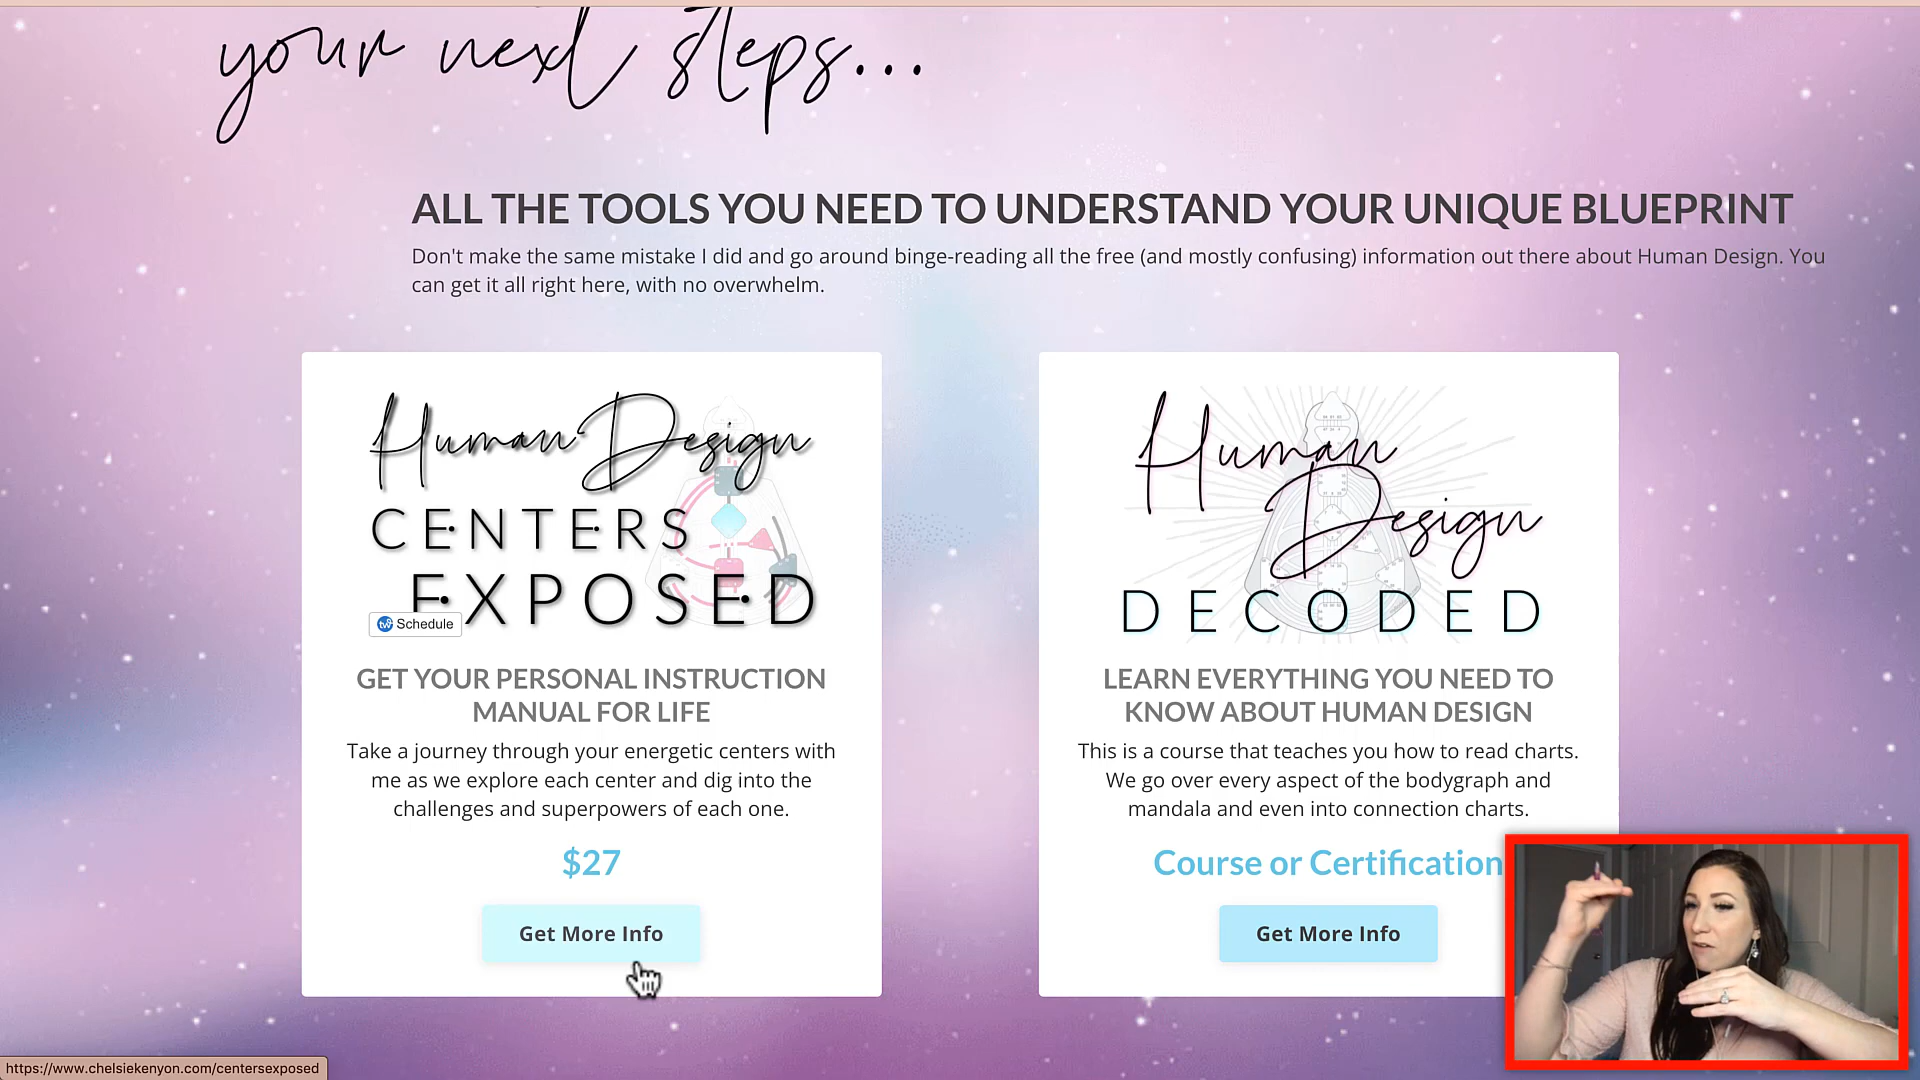 your next steps...
ALL THE TOOLS YOU NEED TO UNDERSTAND YOUR UNIQUE BLUEPRINT
Don't make the same mistake I did and go around binge-reading all the free (and mostly confusing) information out there about Human Design. You
can get it all right here, with no overwhelm.
Human Design
CENTERS
EXPOSED
Schedule
GET YOUR PERSONAL INSTRUCTION
MANUAL FOR LIFE
Take a journey through your energetic centers with
me as we explore each center and dig into the
challenges and superpowers of each one.
$27
Get More Info
Human
Design
DECODED
LEARN EVERYTHING YOU NEED TO
KNOW ABOUT HUMAN DESIGN
This is a course that teaches you how to read charts.
We go over every aspect of the bodygraph and
mandala and even into connection charts.
Course or Certification
Get More Info
https://www.chelsiekenyon.com/centersexposed